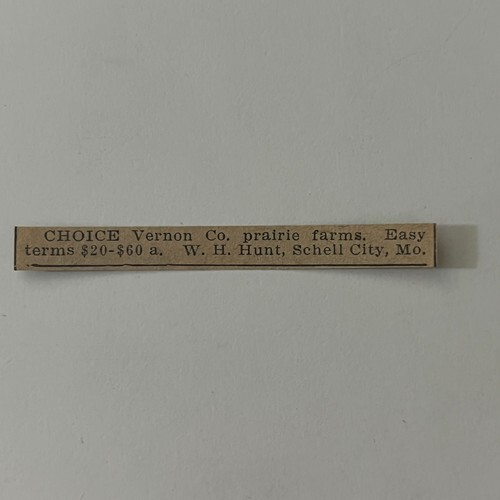 CHOICE Vernon Co. prairie farms. Easy
terms $20-$60 a. W. H. Hunt, Schell City, Mo.